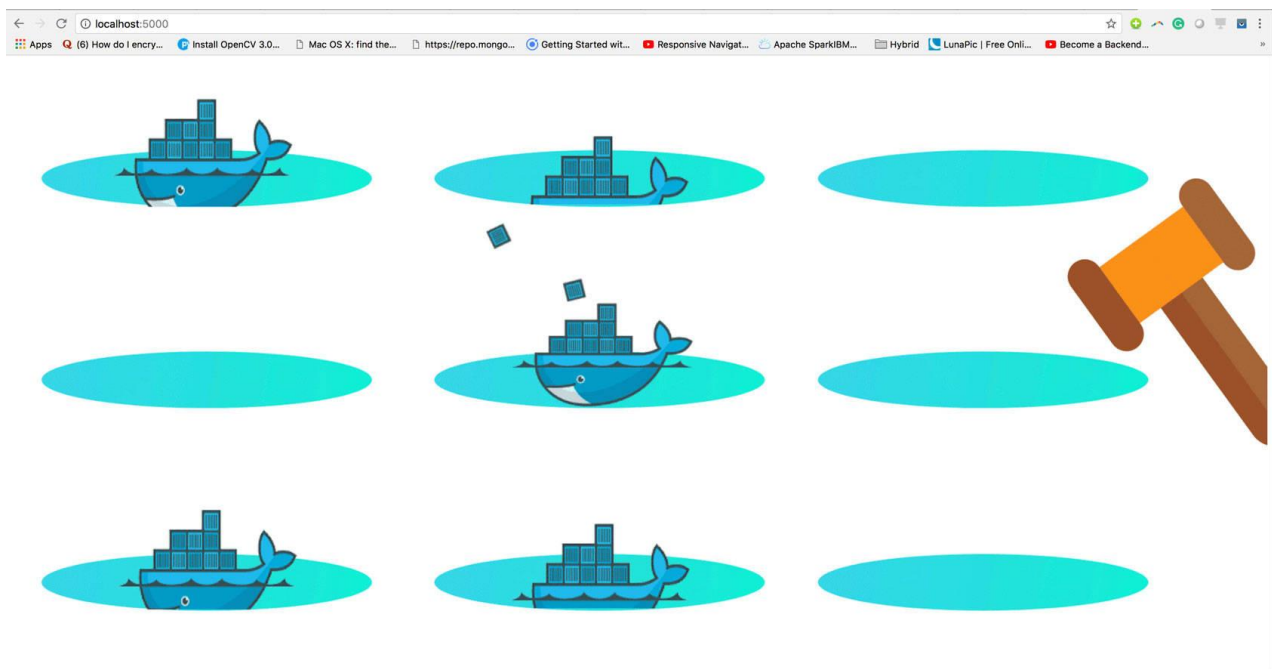 localhost:5000
Apps (6) How do I encry... Install OpenCV 3.0... Mac OS X: find the... https://repo.mongo... Getting Started wit... Responsive Navigat... Apache SparkIBM... Hybrid LunaPic | Free Onli... Become a Backend... »